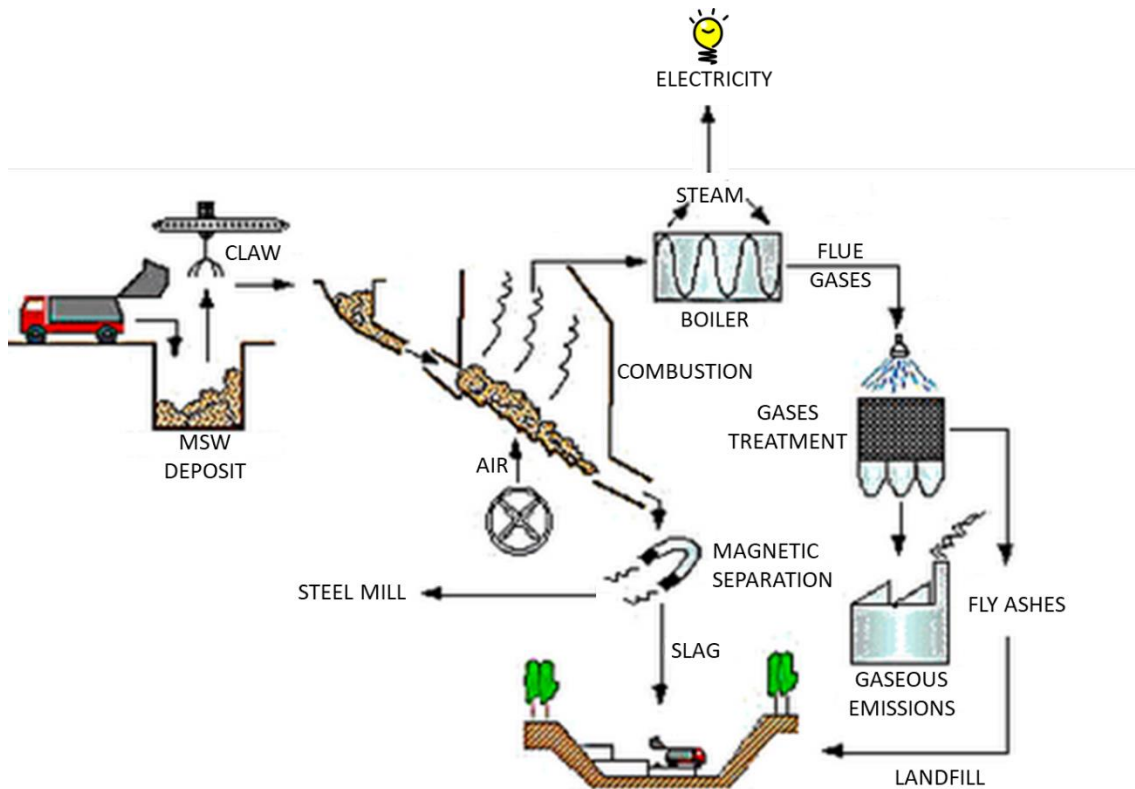 ELECTRICITY
STEAM
CLAW
FLUE
GASES
BOILER
COMBUSTION
GASES
TREATMENT
MSW
DEPOSIT
AIR
MAGNETIC
SEPARATION
STEEL MILL
FLY ASHES
SLAG
GASEOUS
EMISSIONS
LANDFILL